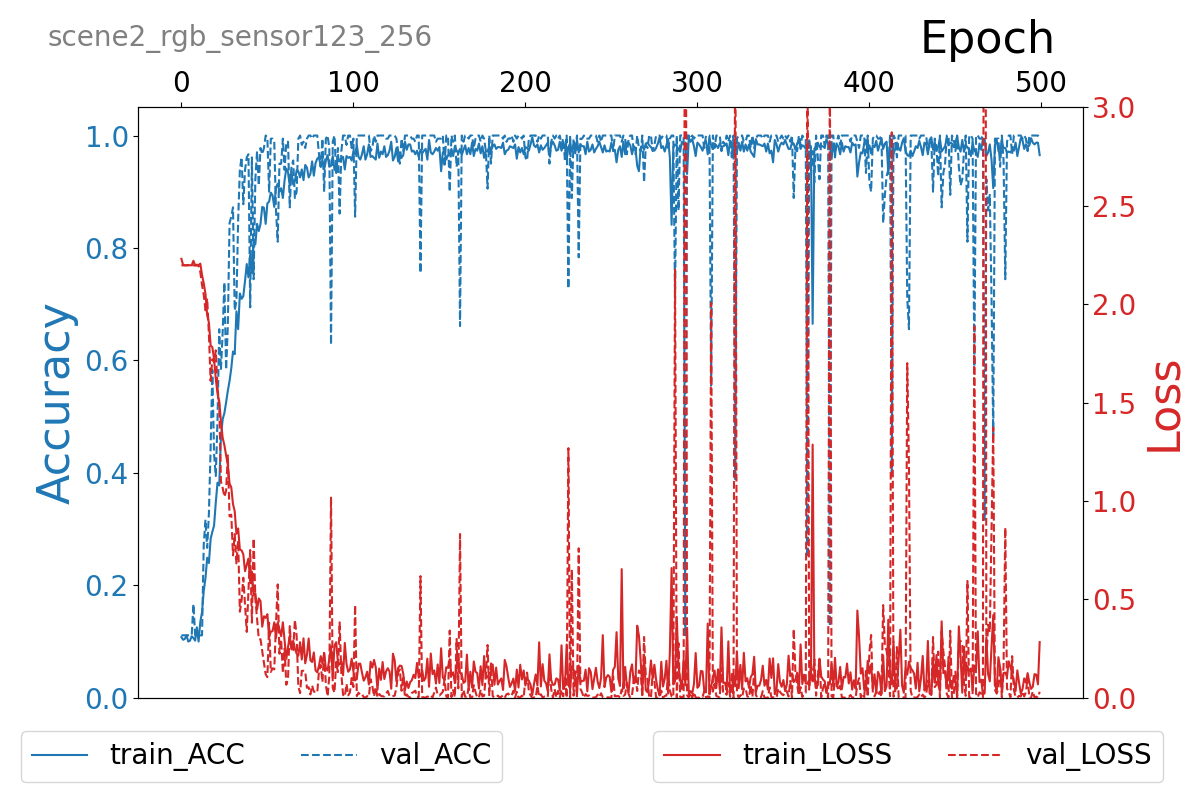 scene2_rgb_sensor123_256
Epoch
0 100 200 300 400 500
1.0
0.8
0.6
0.4
0.2
0.0
Accuracy
3.0
2.5
2.0
1.5
1.0
0.5
0.0
Loss
train_ACC val_ACC
train_LOSS val_LOSS